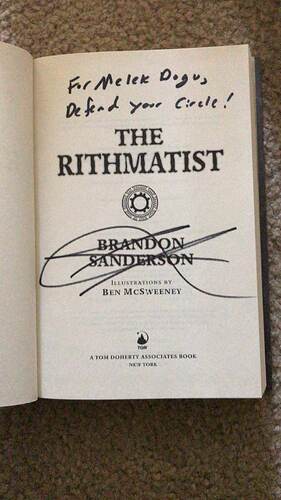 For Melek Dogu,
Defend your Circle!
THE
RITHMATIST
BRANDON
SANDERSON
ILLUSTRATIONS BY
BEN MCSWEENEY
TOR
A TOM DOHERTY ASSOCIATES BOOK
NEW YORK